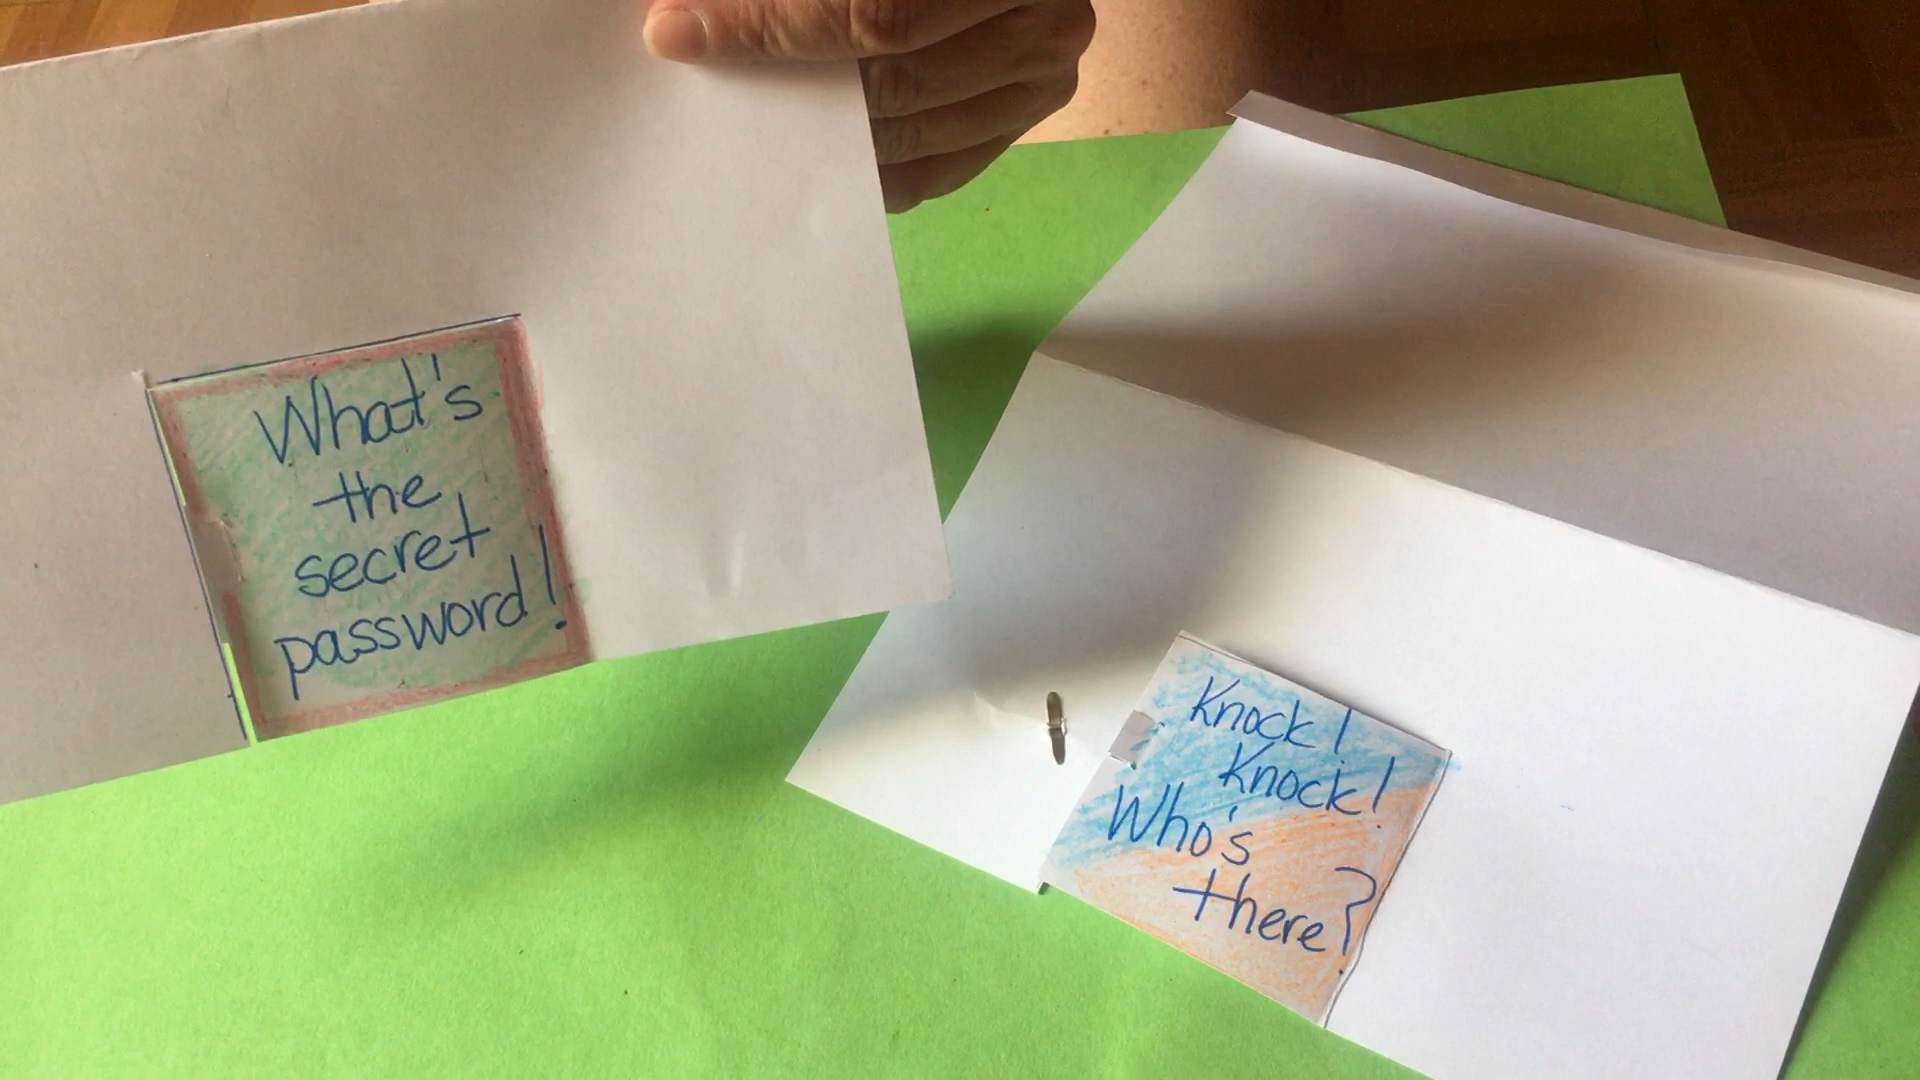 What's
the
secret
password!
Knock!
Knock!
Who's
there?